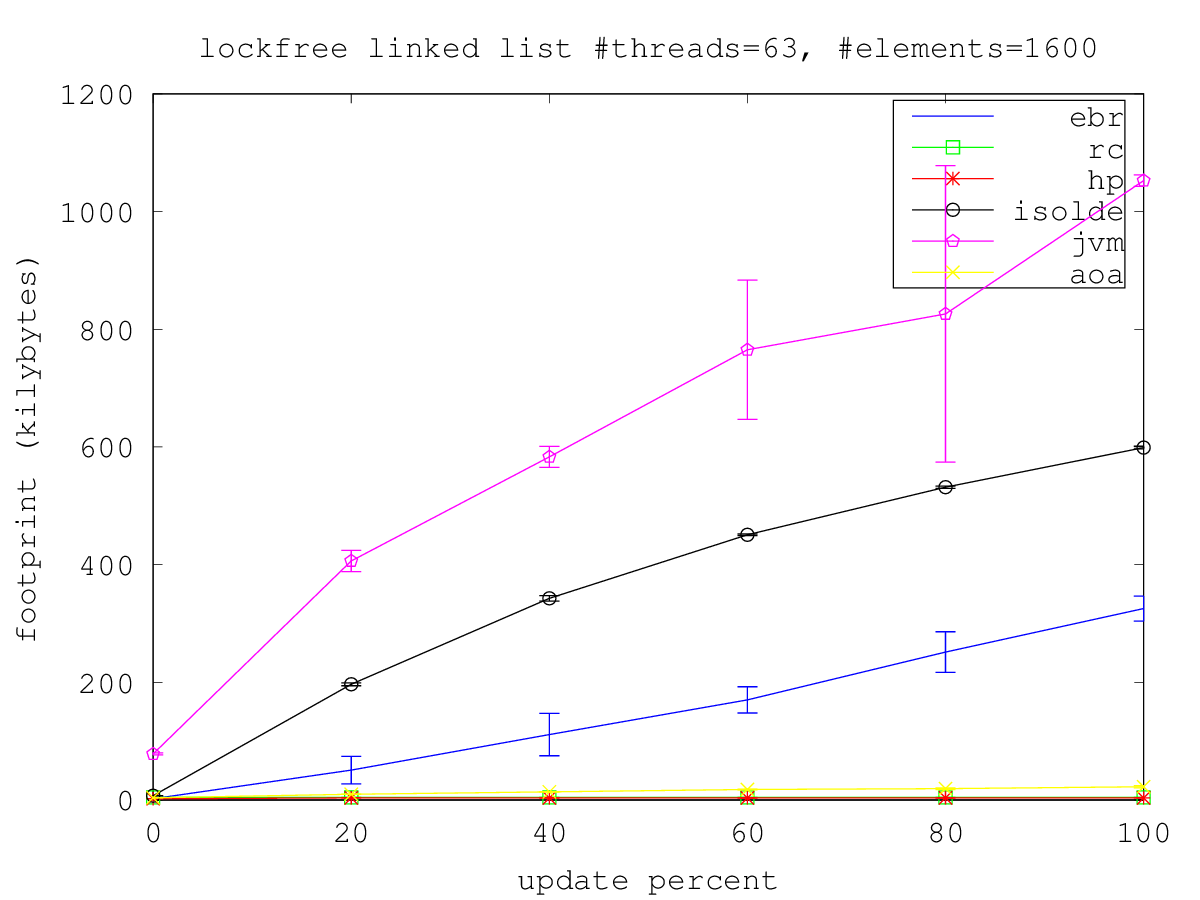 lockfree linked list #threads=63, #elements=1600
1200
1000
800
600
400
200
0
footprint (kilybytes)
ebr
rc
hp
isolde
jvm
aoa
0 20 40 60 80 100
update percent